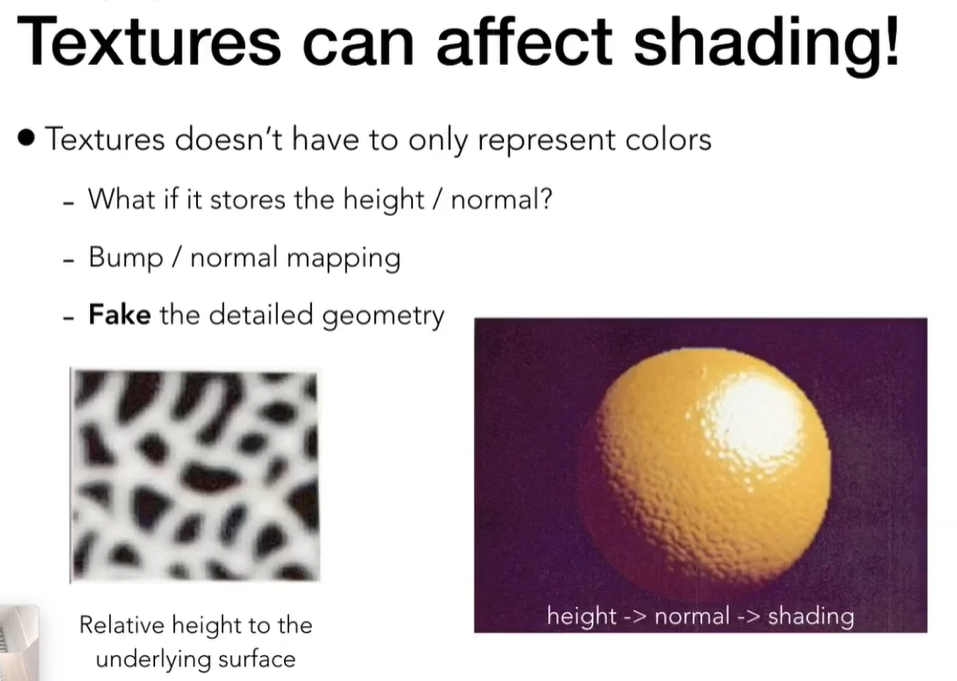 Textures can affect shading!
● Textures doesn't have to only represent colors
- What if it stores the height / normal?
- Bump / normal mapping
- Fake the detailed geometry
height -> normal -> shading
Relative height to the
underlying surface